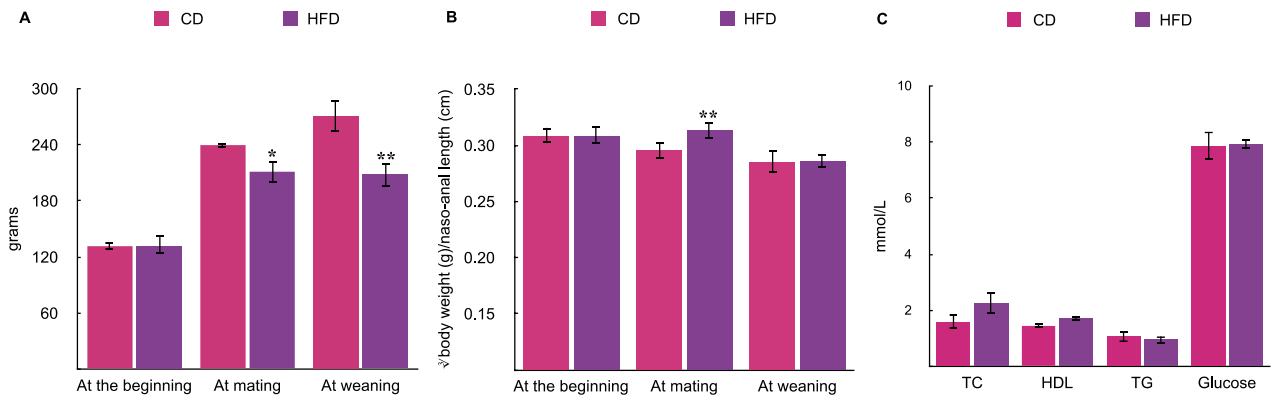 A
CD
HFD
grams
300
240
180
120
60
*
**
At the beginning
At mating
At weaning
B
CD
HFD
∛body weight (g)/naso-anal length (cm)
0.35
0.30
0.25
0.20
0.15
**
At the beginning
At mating
At weaning
C
CD
HFD
mmol/L
10
8
6
4
2
TC
HDL
TG
Glucose